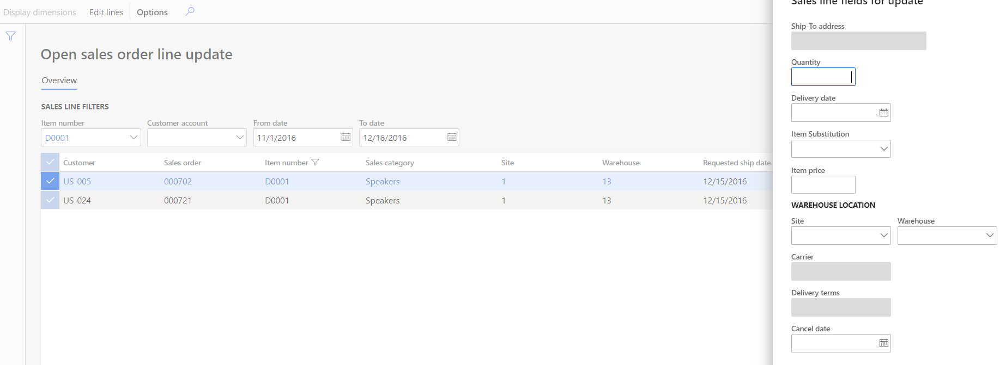 Display dimensions Edit lines Options
Open sales order line update
Overview
SALES LINE FILTERS
Item number Customer account From date To date
D0001 11/1/2016 12/16/2016
Customer Sales order Item number Sales category Site Warehouse Requested ship date
US-005 000702 D0001 Speakers 1 13 12/15/2016
US-024 000721 D0001 Speakers 1 13 12/15/2016
Sales line fields for update
Ship-To address
Quantity
Delivery date
Item Substitution
Item price
WAREHOUSE LOCATION
Site Warehouse
Carrier
Delivery terms
Cancel date